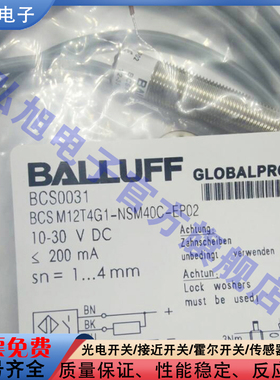 电子
BALLUFF
GLOBALPRO
BCS0031
BCS M12T4G1-NSM40C-EP02
10-30 V DC
≤ 200 mA
sn = 1...4mm
Achtung:
Zahnscheiben
unbedingt verwenden
Attention:
Lock washers
must be
BN
BK
2Nm
光电开关/接近开关/霍尔开关/传感器
质量保证、性能稳定、反应